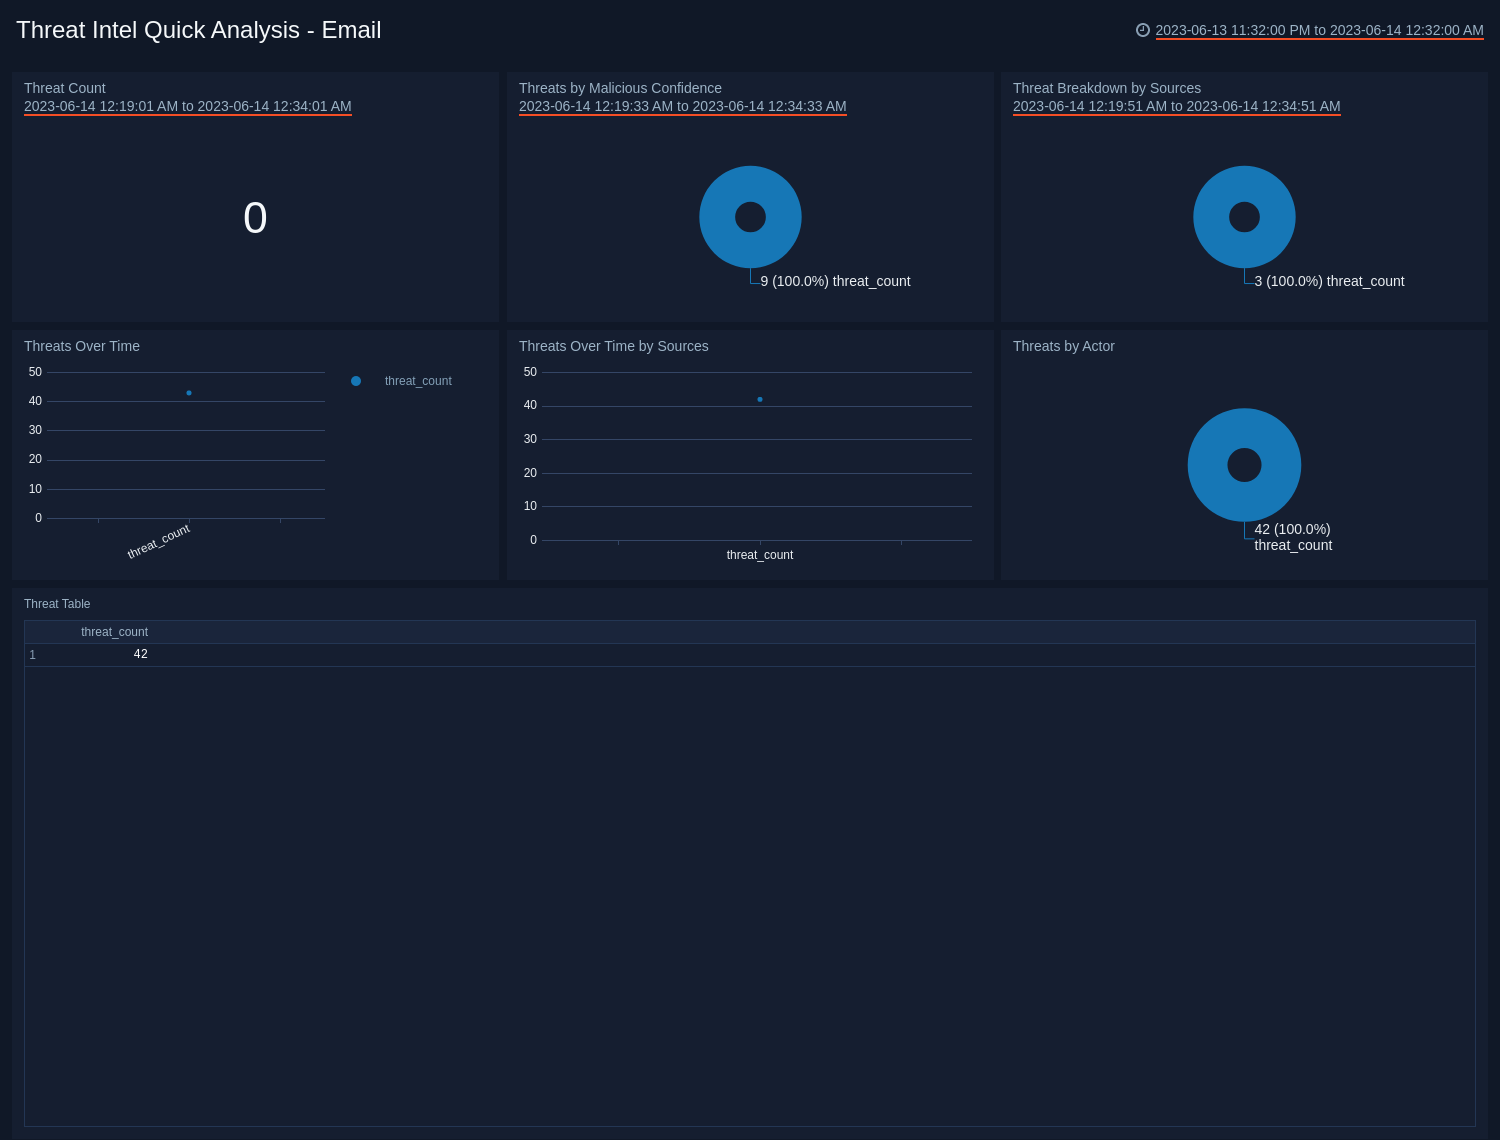 Threat Intel Quick Analysis - Email
2023-06-13 11:32:00 PM to 2023-06-14 12:32:00 AM
Threat Count
2023-06-14 12:19:01 AM to 2023-06-14 12:34:01 AM
0
Threats by Malicious Confidence
2023-06-14 12:19:33 AM to 2023-06-14 12:34:33 AM
9 (100.0%) threat_count
Threat Breakdown by Sources
2023-06-14 12:19:51 AM to 2023-06-14 12:34:51 AM
3 (100.0%) threat_count
Threats Over Time
50
40
30
20
10
0
threat_count
threat_count
Threats Over Time by Sources
50
40
30
20
10
0
threat_count
Threats by Actor
42 (100.0%)
threat_count
Threat Table
threat_count
1 42